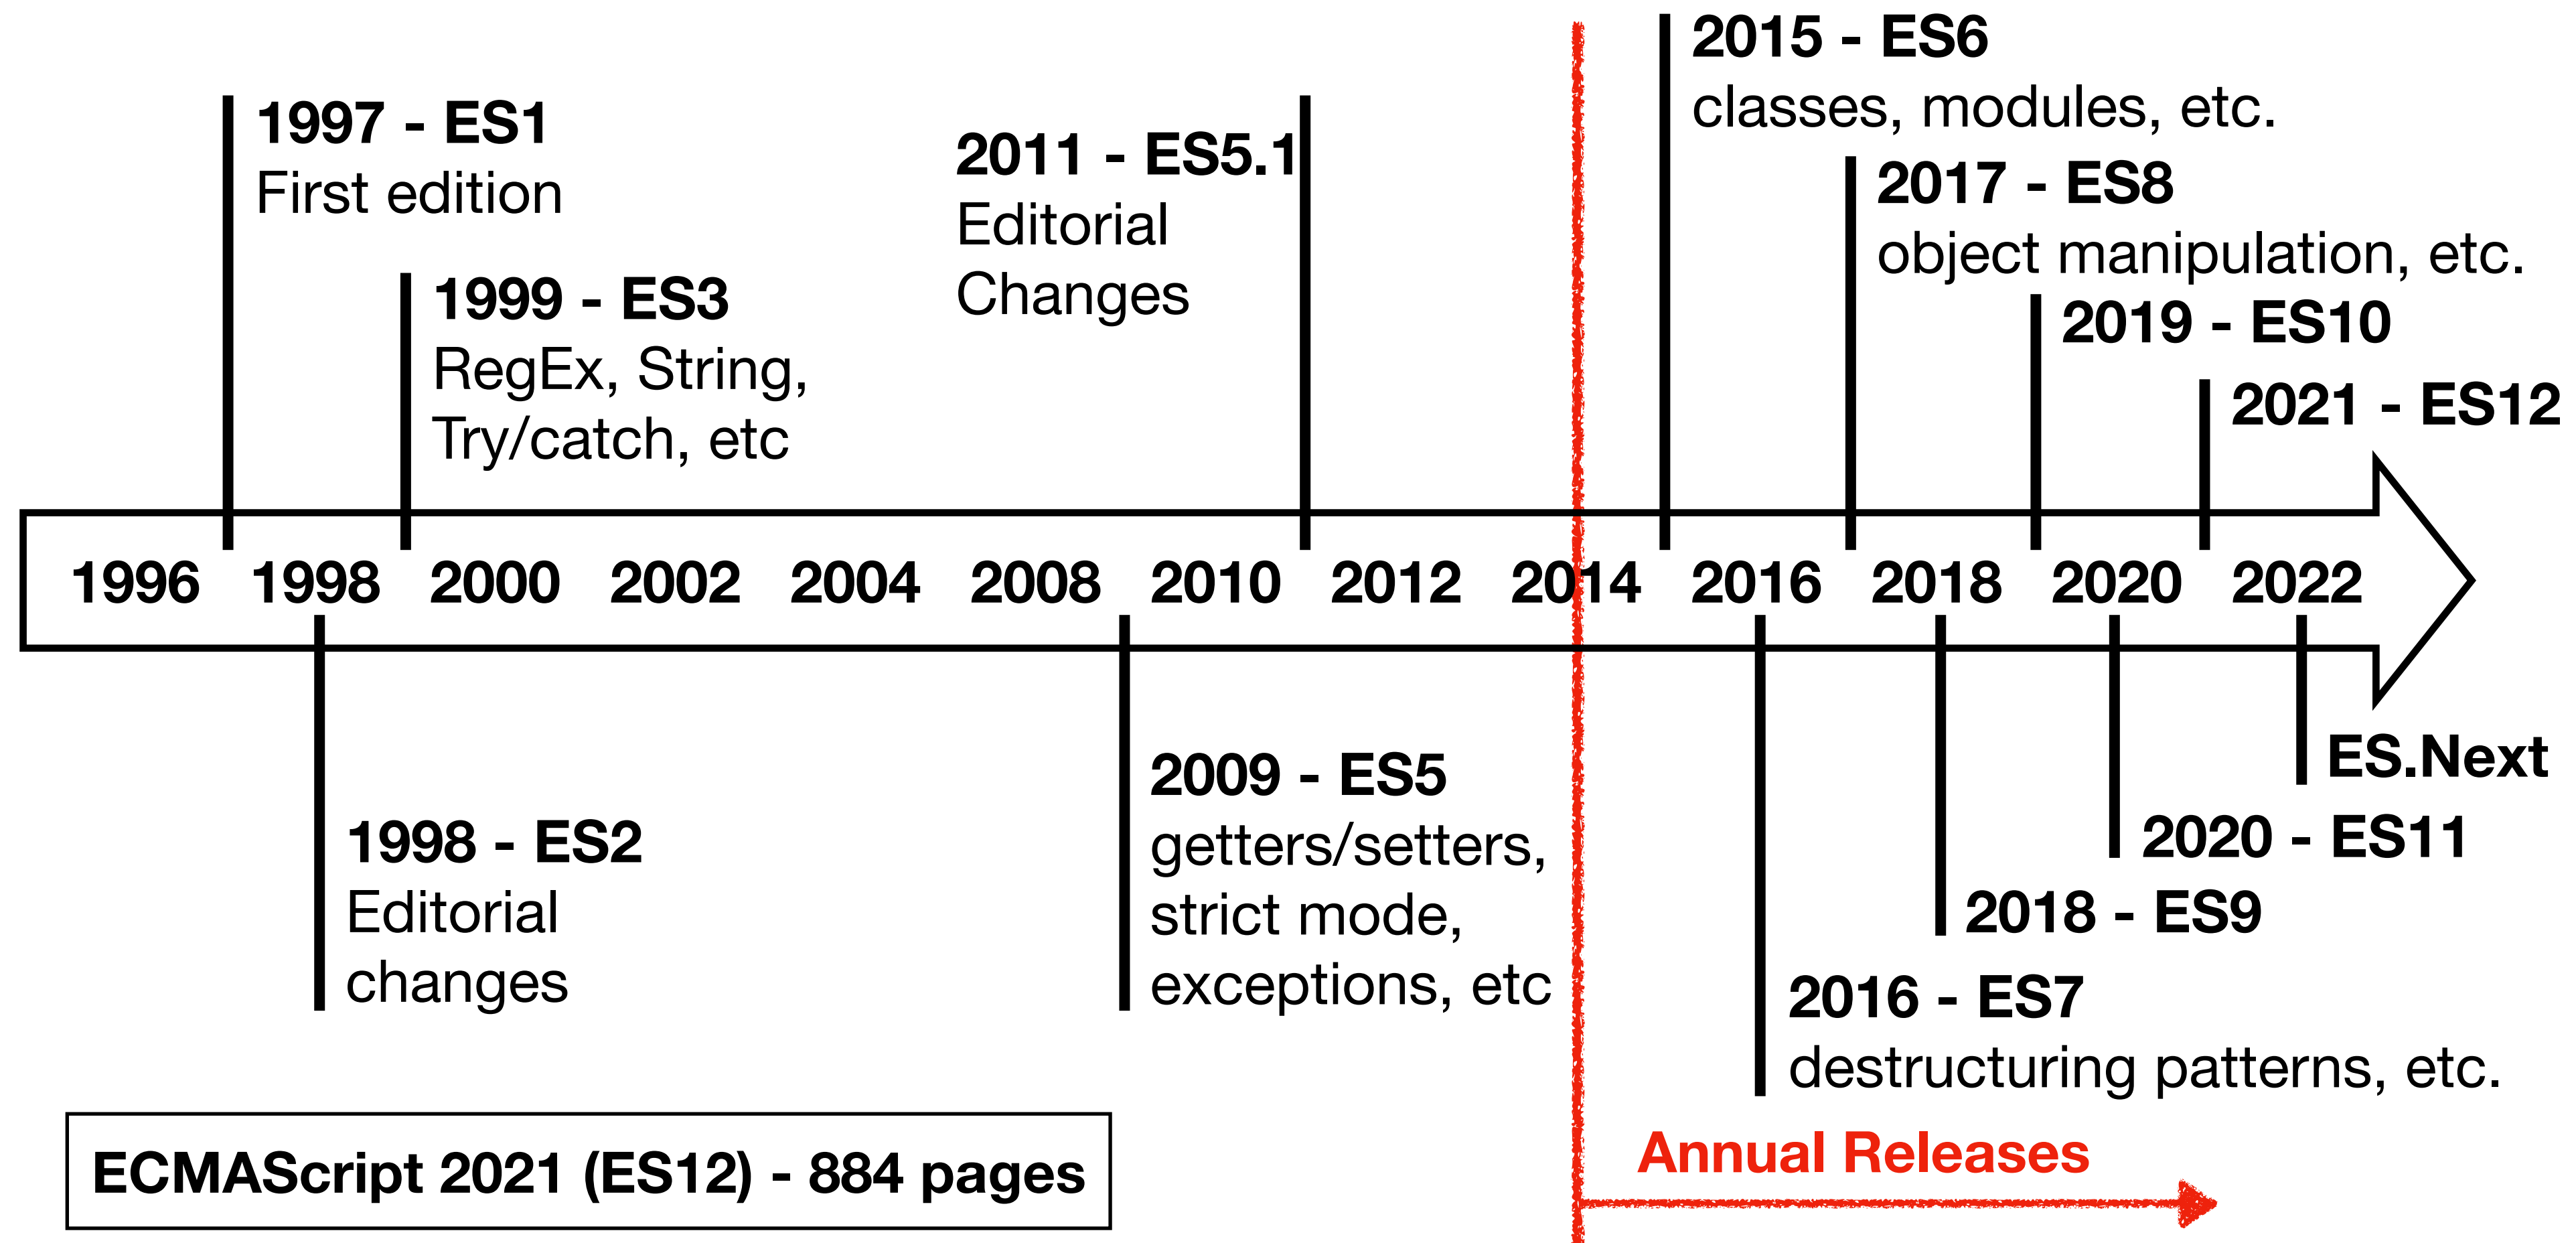 1997 - ES1
First edition
1999 - ES3
RegEx, String,
Try/catch, etc
2011 - ES5.1
Editorial
Changes
2015 - ES6
classes, modules, etc.
2017 - ES8
object manipulation, etc.
2019 - ES10
2021 - ES12
1996 1998 2000 2002 2004 2008 2010 2012 2014 2016 2018 2020 2022
1998 - ES2
Editorial
changes
2009 - ES5
getters/setters,
strict mode,
exceptions, etc
ES.Next
2020 - ES11
2018 - ES9
2016 - ES7
destructuring patterns, etc.
Annual Releases
ECMAScript 2021 (ES12) - 884 pages